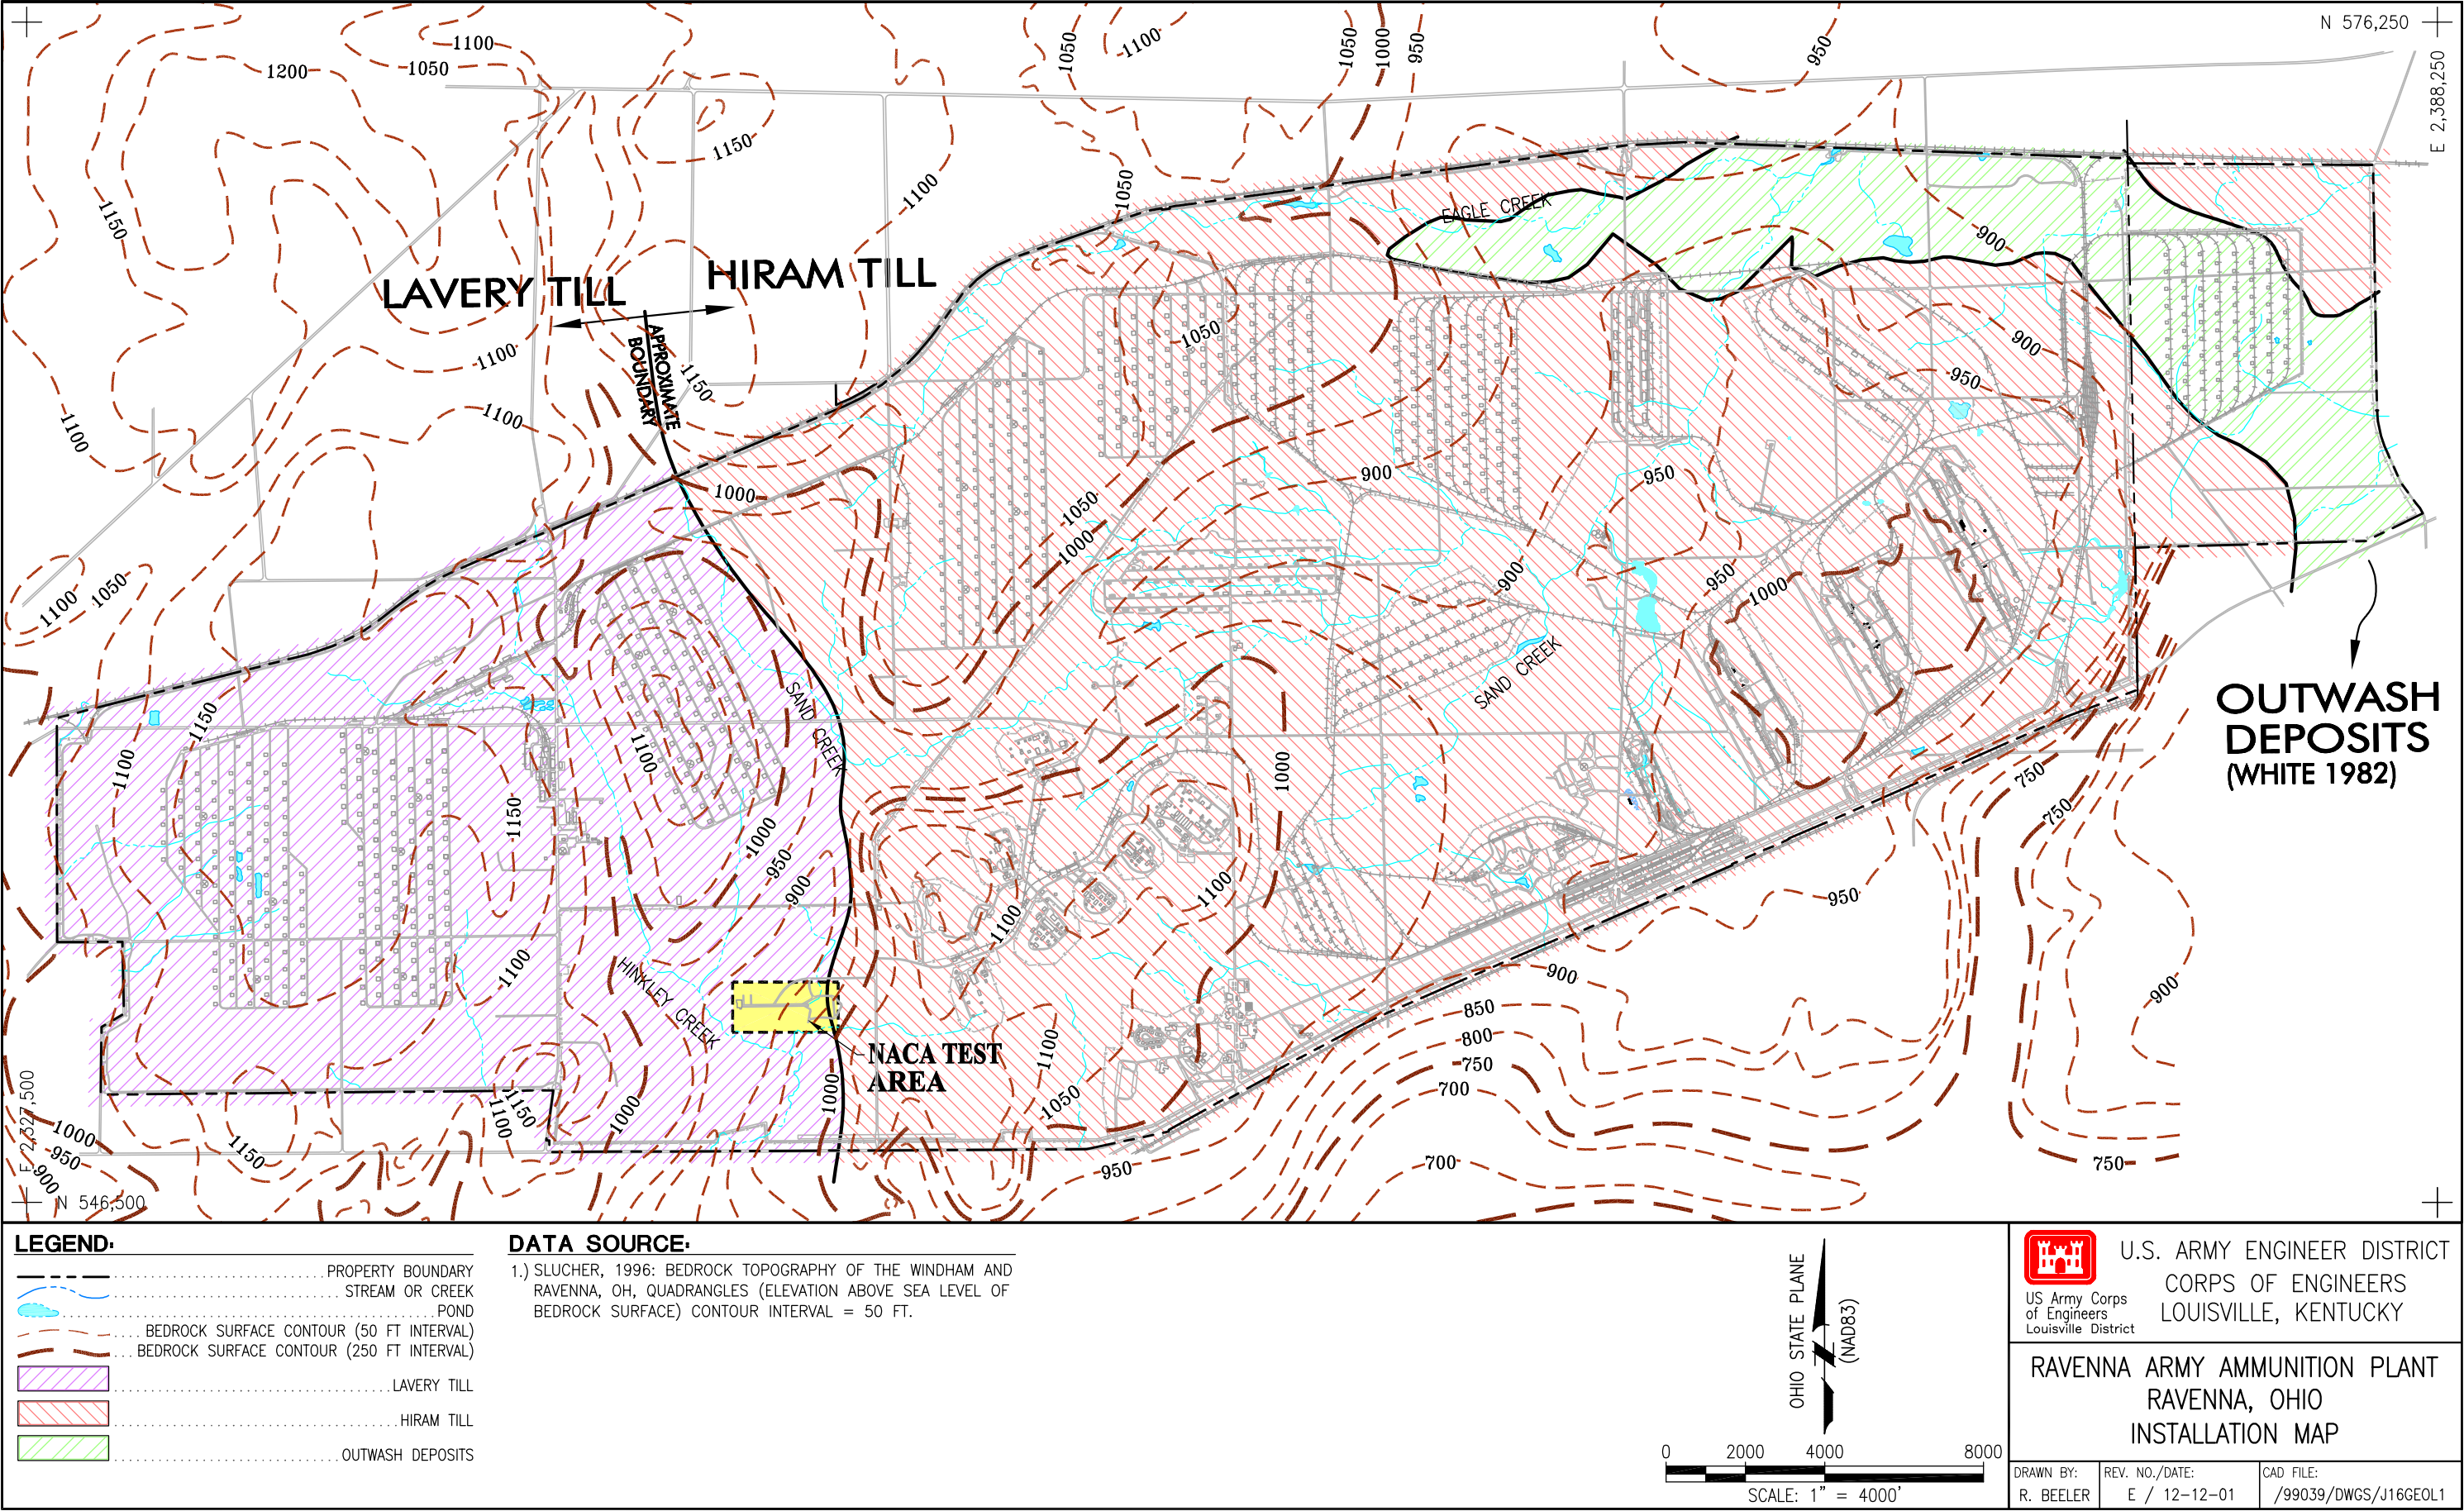 N 576,250
E 2,388,250
1100
1050
1200
1050
1100
1050
1000
950
950
1150
1150
1100
1050
EAGLE CREEK
900
LAVERY TILL
HIRAM TILL
APPROXIMATE
BOUNDARY
1150
1100
1100
1100
1050
900
950
1000
900
950
1050
1000
1100
1050
900
950
1000
SAND CREEK
SAND CREEK
OUTWASH
DEPOSITS
(WHITE 1982)
1150
1100
1100
1150
1000
950
900
1000
750
750
1100
1100
950
1100
HINKLEY CREEK
900
900
850
800
750
700
NACA TEST
AREA
1100
1050
1000
1000
1150
1100
1150
1000
950
900
950
700
750
E 2,327,500
N 546,500
LEGEND:
PROPERTY BOUNDARY
STREAM OR CREEK
POND
BEDROCK SURFACE CONTOUR (50 FT INTERVAL)
BEDROCK SURFACE CONTOUR (250 FT INTERVAL)
LAVERY TILL
HIRAM TILL
OUTWASH DEPOSITS
DATA SOURCE:
1.) SLUCHER, 1996: BEDROCK TOPOGRAPHY OF THE WINDHAM AND
RAVENNA, OH, QUADRANGLES (ELEVATION ABOVE SEA LEVEL OF
BEDROCK SURFACE) CONTOUR INTERVAL = 50 FT.
OHIO STATE PLANE
(NAD83)
0 2000 4000 8000
SCALE: 1" = 4000'
US Army Corps
of Engineers
Louisville District
U.S. ARMY ENGINEER DISTRICT
CORPS OF ENGINEERS
LOUISVILLE, KENTUCKY
RAVENNA ARMY AMMUNITION PLANT
RAVENNA, OHIO
INSTALLATION MAP
DRAWN BY:
R. BEELER
REV. NO./DATE:
E / 12-12-01
CAD FILE:
/99039/DWGS/J16GEOL1